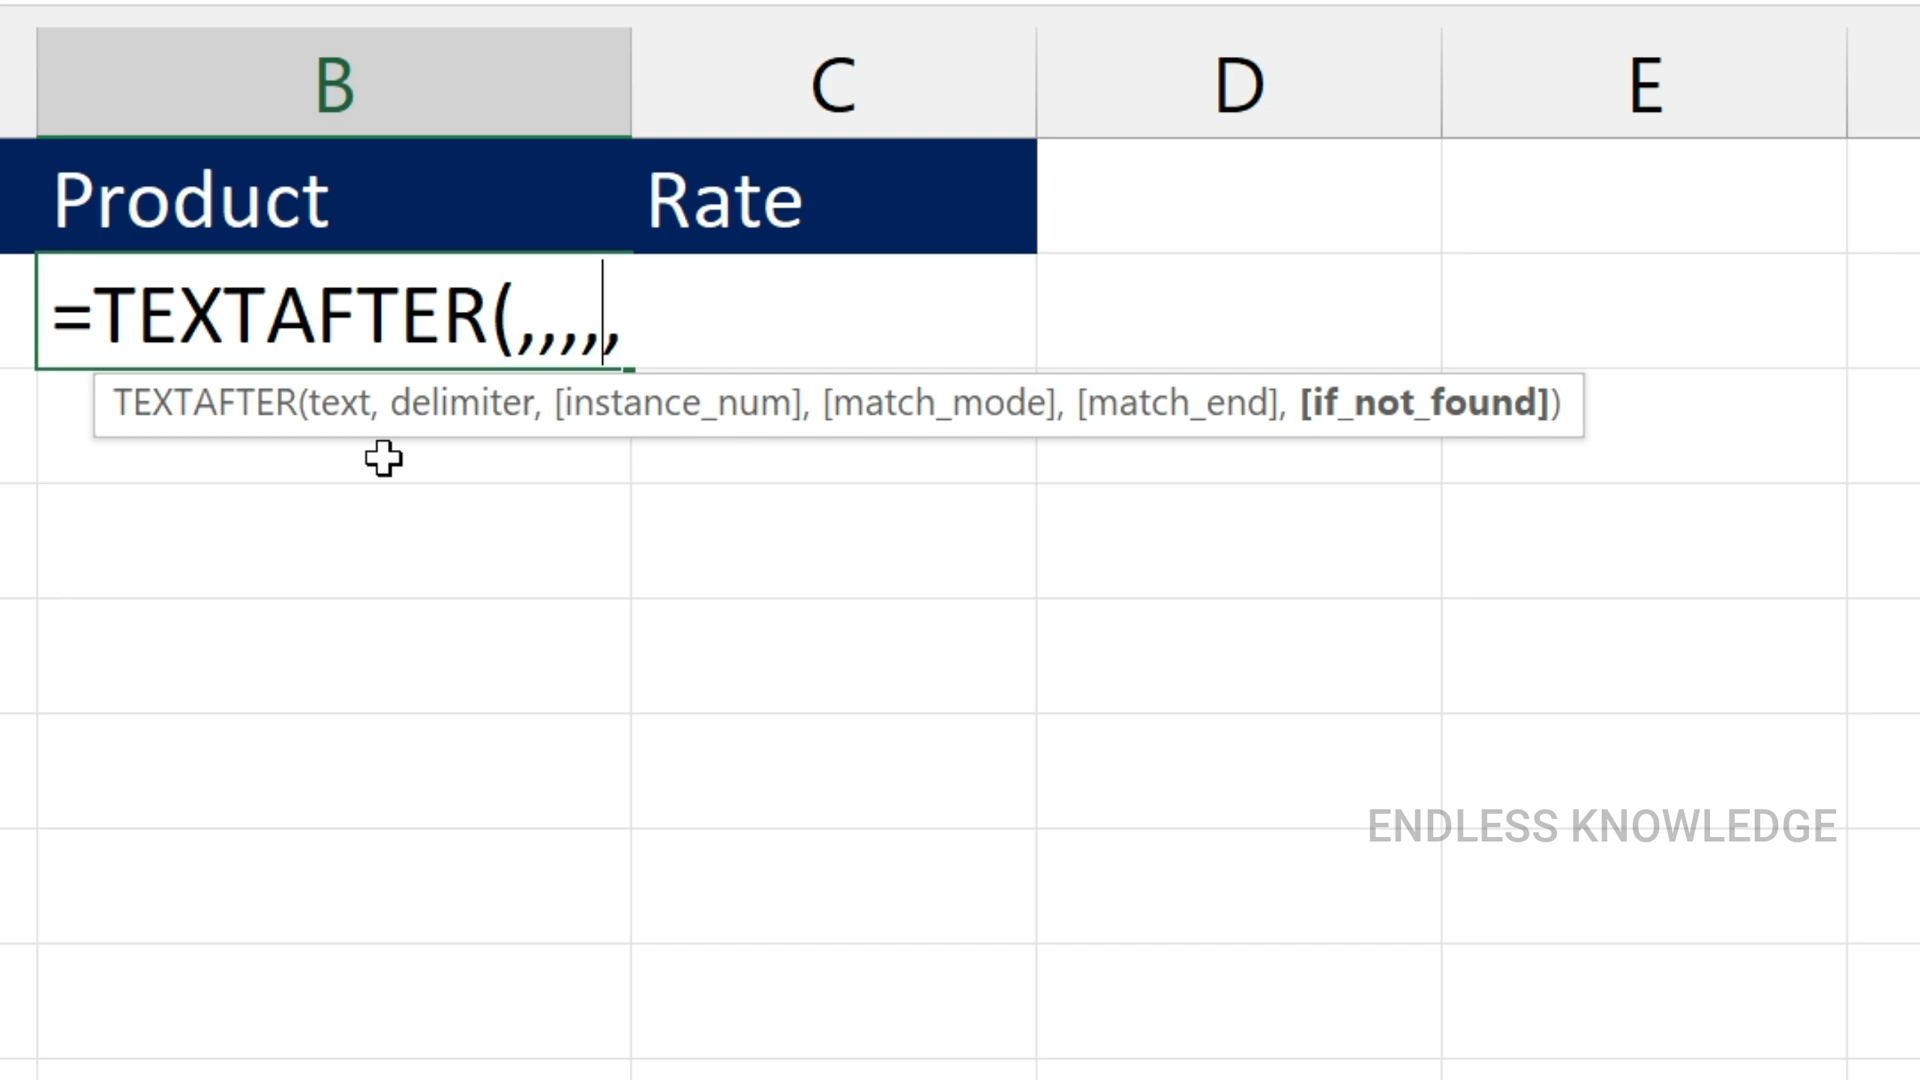 B C D E
Product Rate
=TEXTAFTER(,,,,,
TEXTAFTER(text, delimiter, [instance_num], [match_mode], [match_end], [if_not_found])
ENDLESS KNOWLEDGE